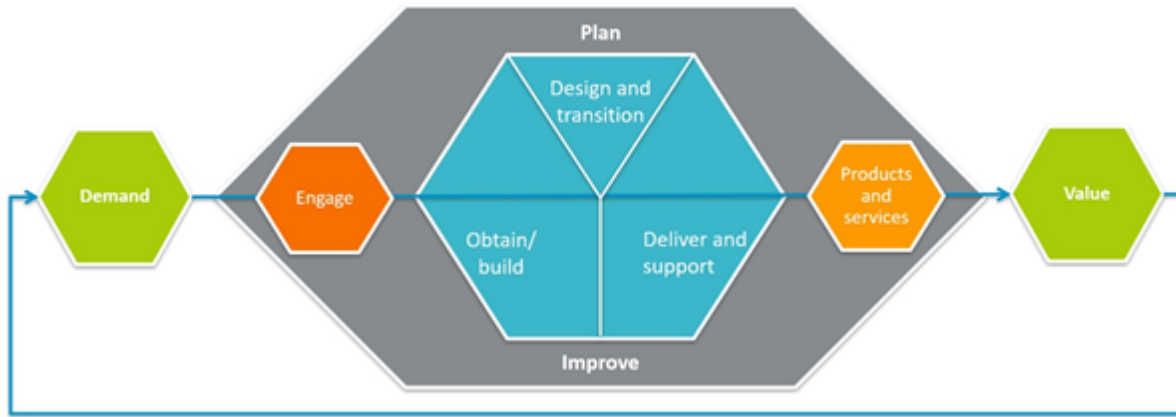 Plan
Design and
transition
Demand
Engage
Products
and
services
Value
Obtain/
build
Deliver and
support
Improve